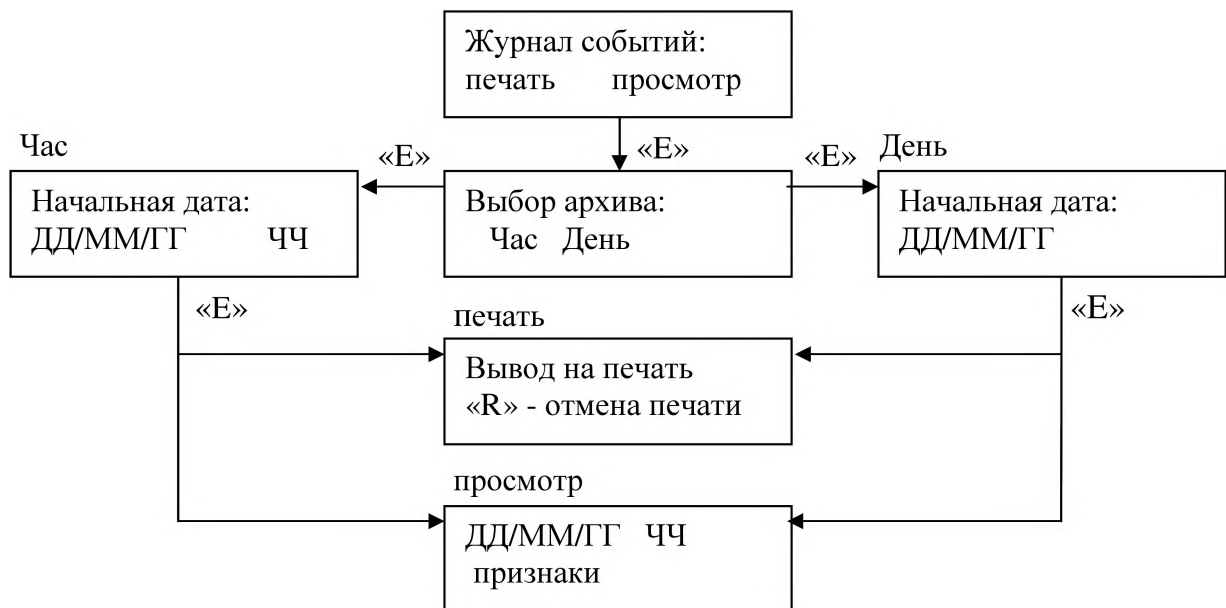 Журнал событий:
печать просмотр
«Е»
Час
«Е»
Начальная дата:
ДД/ММ/ГГ ЧЧ
Выбор архива:
Час День
«Е»
День
Начальная дата:
ДД/ММ/ГГ
«Е»
«Е»
печать
Вывод на печать
«R» - отмена печати
просмотр
ДД/ММ/ГГ ЧЧ
признаки